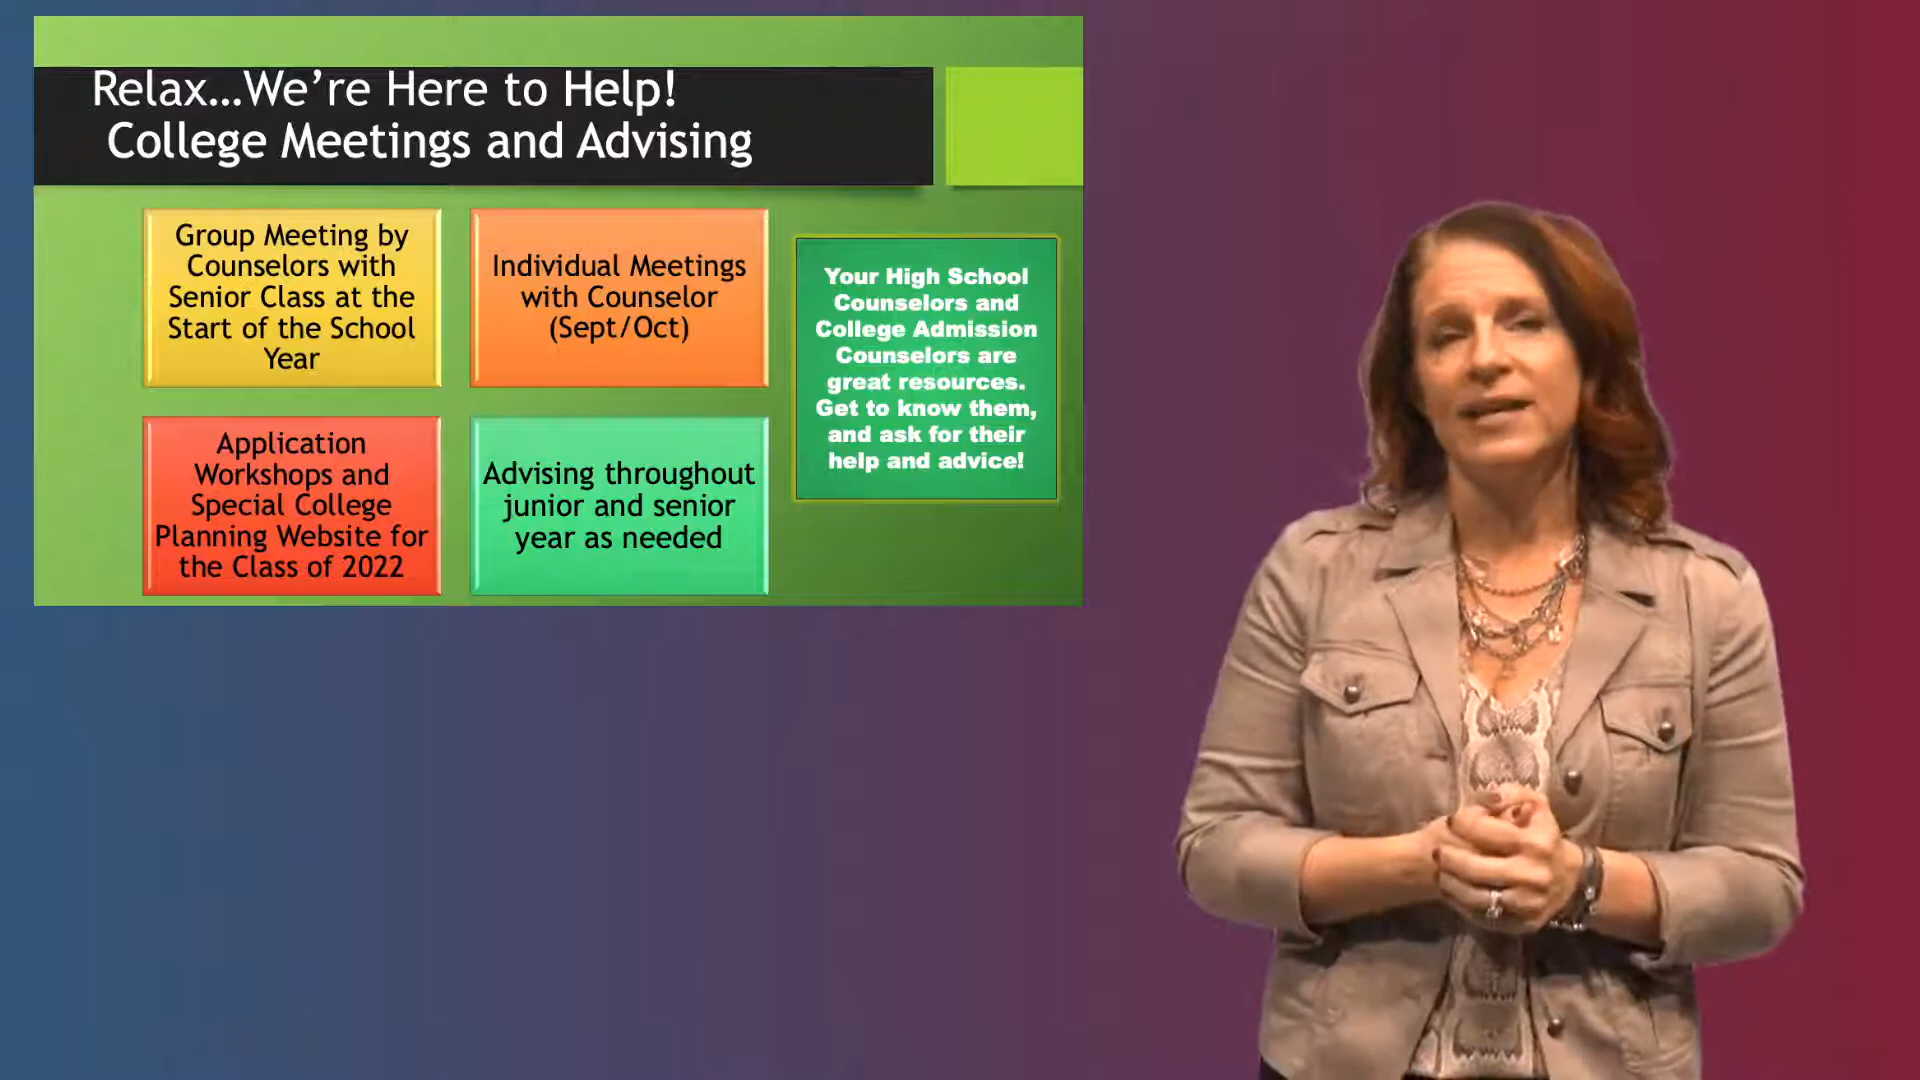 Relax...We're Here to Help!
College Meetings and Advising
Group Meeting by
Counselors with
Senior Class at the
Start of the School
Year
Individual Meetings
with Counselor
(Sept/Oct)
Application
Workshops and
Special College
Planning Website for
the Class of 2022
Advising throughout
junior and senior
year as needed
Your High School
Counselors and
College Admission
Counselors are
great resources.
Get to know them,
and ask for their
help and advice!